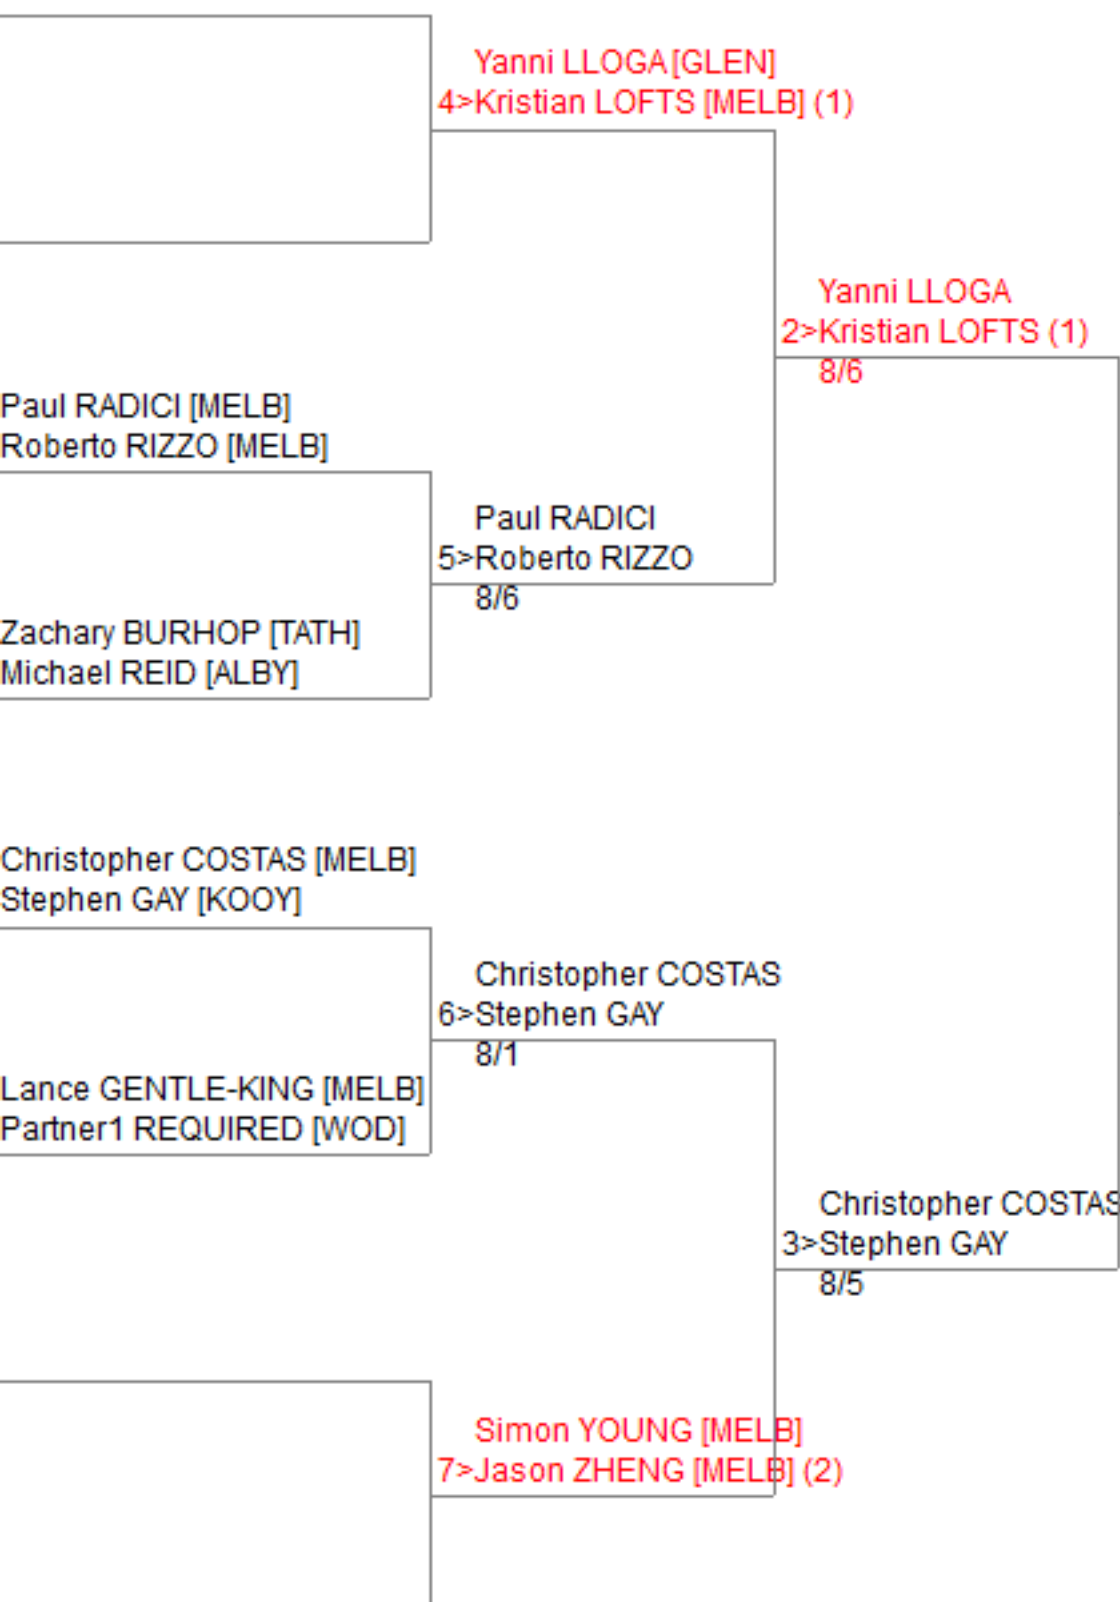 Yanni LLOGA [GLEN]
4>Kristian LOFTS [MELB] (1)
Yanni LLOGA
2>Kristian LOFTS (1)
8/6
Paul RADICI [MELB]
Roberto RIZZO [MELB]
Paul RADICI
5>Roberto RIZZO
8/6
Zachary BURHOP [TATH]
Michael REID [ALBY]
Christopher COSTAS [MELB]
Stephen GAY [KOOY]
Christopher COSTAS
6>Stephen GAY
8/1
Lance GENTLE-KING [MELB]
Partner1 REQUIRED [WOD]
Christopher COSTAS
3>Stephen GAY
8/5
Simon YOUNG [MELB]
7>Jason ZHENG [MELB] (2)